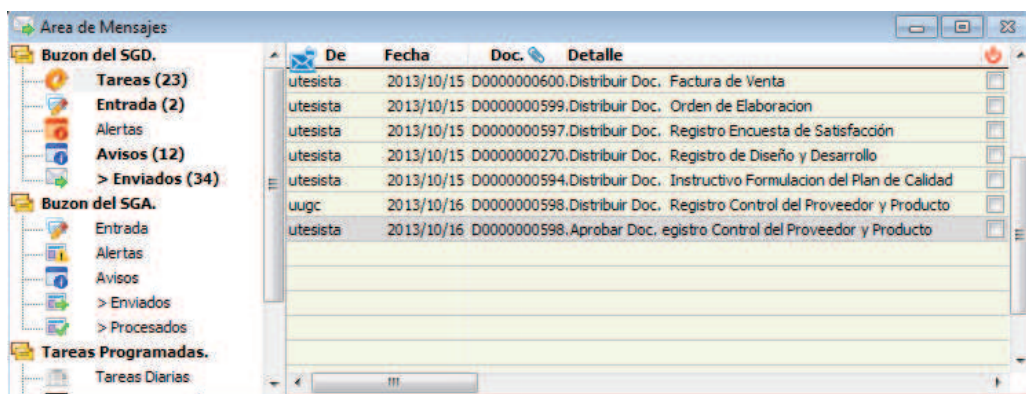 Area de Mensajes
Buzon del SGD.
Tareas (23)
Entrada (2)
Alertas
Avisos (12)
> Enviados (34)
Buzon del SGA.
Entrada
Alertas
Avisos
> Enviados
> Procesados
Tareas Programadas.
Tareas Diarias
De Fecha Doc. Detalle
utesista 2013/10/15 D0000000600.Distribuir Doc. Factura de Venta
utesista 2013/10/15 D0000000599.Distribuir Doc. Orden de Elaboracion
utesista 2013/10/15 D0000000597.Distribuir Doc. Registro Encuesta de Satisfacción
utesista 2013/10/15 D0000000270.Distribuir Doc. Registro de Diseño y Desarrollo
utesista 2013/10/15 D0000000594.Distribuir Doc. Instructivo Formulacion del Plan de Calidad
uugc 2013/10/16 D0000000598.Distribuir Doc. Registro Control del Proveedor y Producto
utesista 2013/10/16 D0000000598.Aprobar Doc. egistro Control del Proveedor y Producto